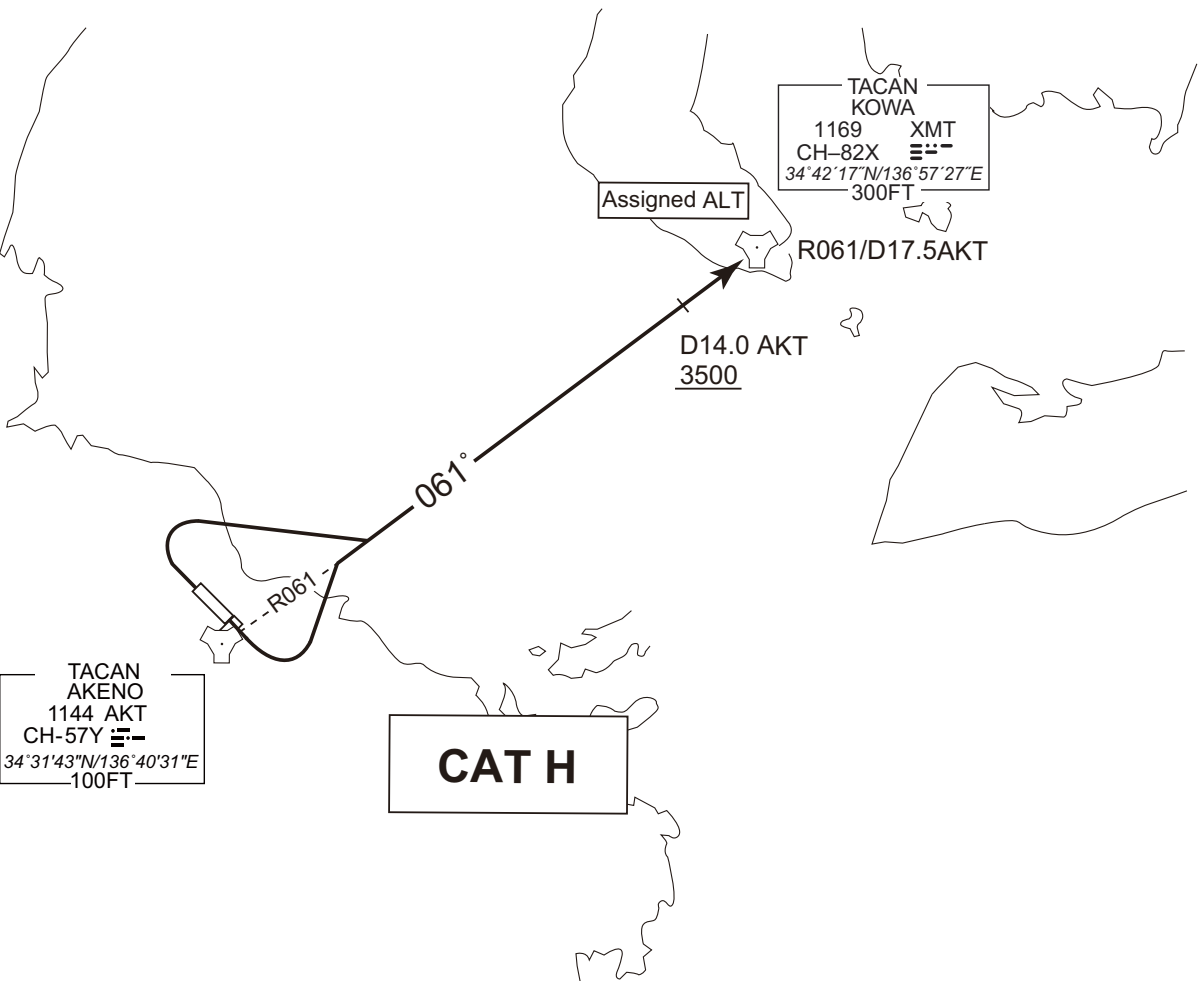 TACAN
KOWA
1169 XMT
CH–82X
34°42′17″N/136°57′27″E
300FT
Assigned ALT
R061/D17.5AKT
D14.0 AKT
3500
061°
R061
TACAN
AKENO
1144 AKT
CH-57Y
34°31'43"N/136°40'31"E
100FT
CAT H